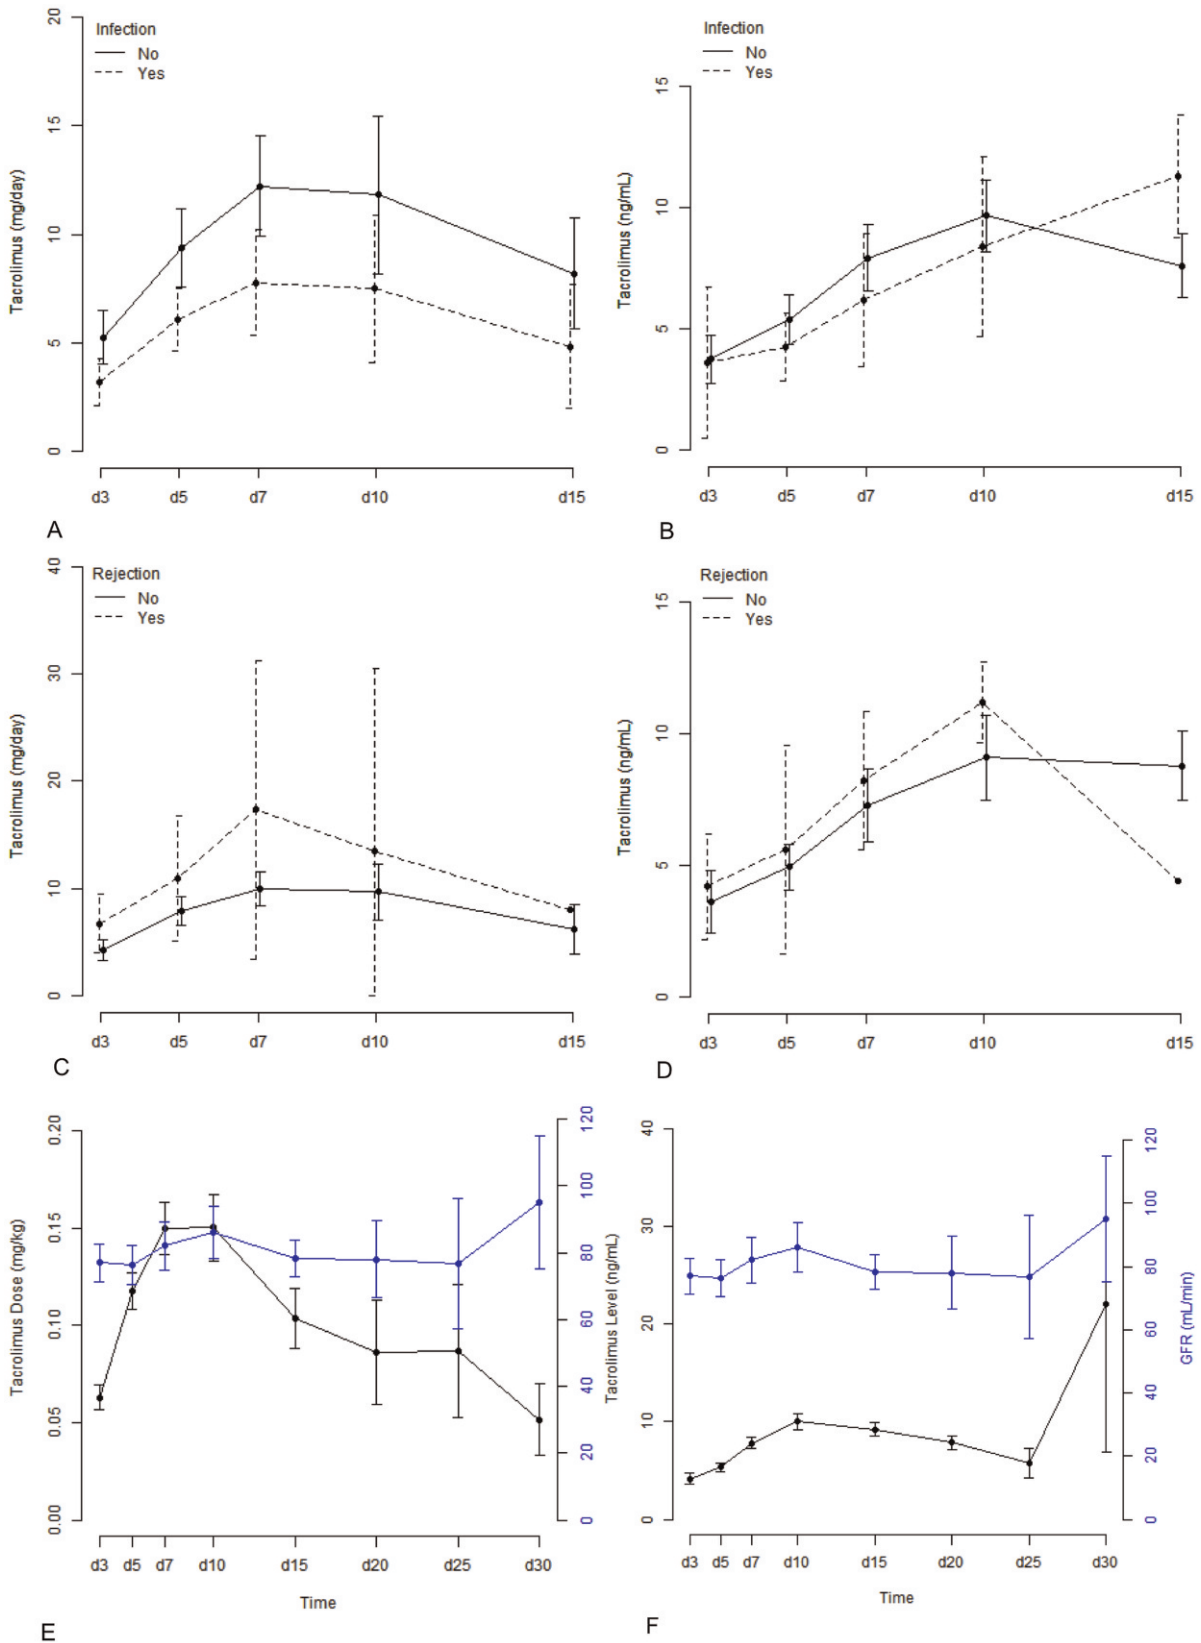 Infection
No
Yes
Tacrolimus (mg/day)
0
5
10
15
20
d3
d5
d7
d10
d15
A
Infection
No
Yes
Tacrolimus (ng/mL)
0
5
10
15
d3
d5
d7
d10
d15
B
Rejection
No
Yes
Tacrolimus (mg/day)
0
10
20
30
40
d3
d5
d7
d10
d15
C
Rejection
No
Yes
Tacrolimus (ng/mL)
0
5
10
15
d3
d5
d7
d10
d15
D
Tacrolimus Dose (mg/kg)
0.00
0.05
0.10
0.15
0.20
0
20
40
60
80
100
120
d3
d5
d7
d10
d15
d20
d25
d30
Time
E
Tacrolimus Level (ng/mL)
0
10
20
30
40
GFR (mL/min)
0
20
40
60
80
100
120
d3
d5
d7
d10
d15
d20
d25
d30
Time
F